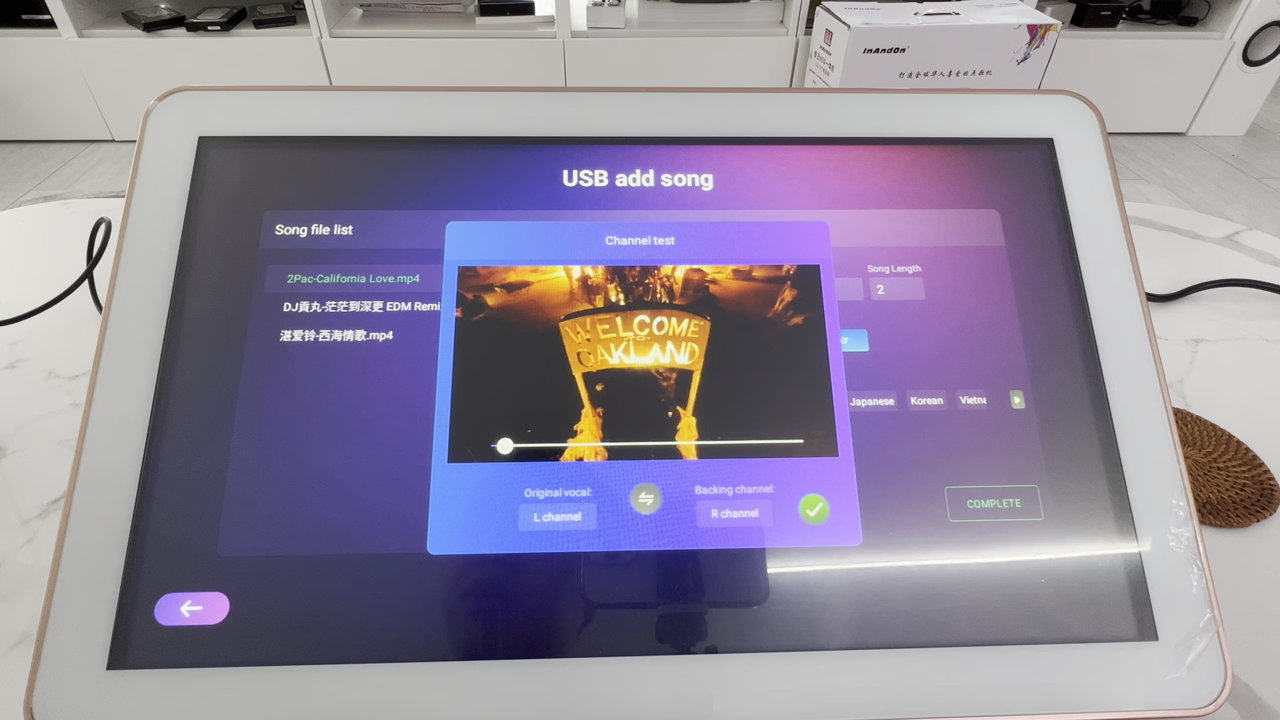 InAndOn
打造全球华人喜爱的点歌机
USB add song
Song file list
Channel test
2Pac-California Love.mp4
DJ貢丸-茫茫到深更 EDM Remi
湛爱铃-西海情歌.mp4
WELCOME
TO
OAKLAND
Song Length
2
AY
Japanese
Korean
Vietna
Original vocal:
L channel
Backing channel:
R channel
COMPLETE